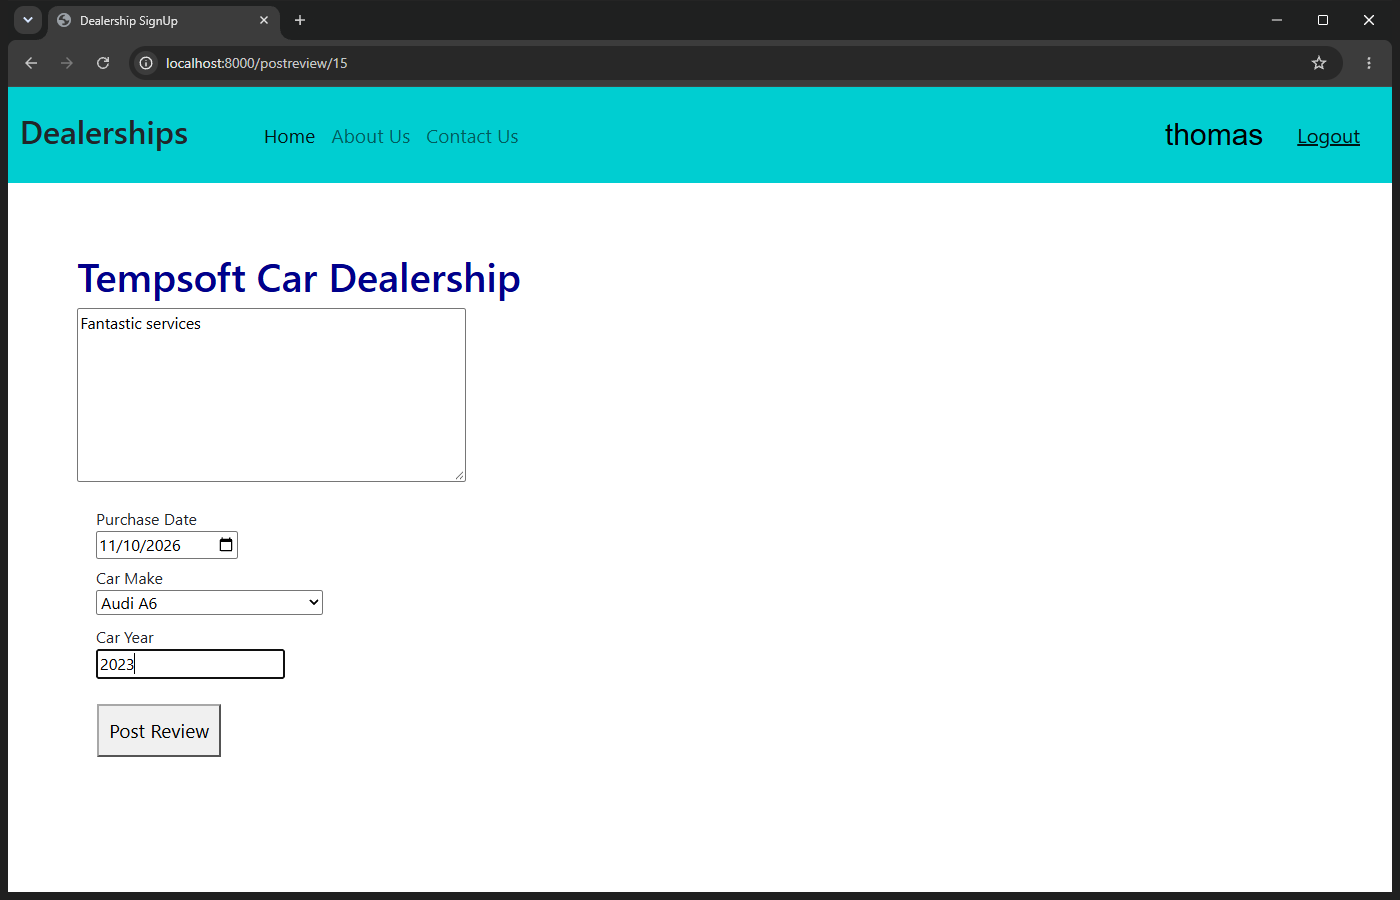 Dealership SignUp
localhost:8000/postreview/15
Dealerships Home About Us Contact Us thomas Logout
Tempsoft Car Dealership
Fantastic services
Purchase Date
11/10/2026
Car Make
Audi A6
Car Year
2023
Post Review